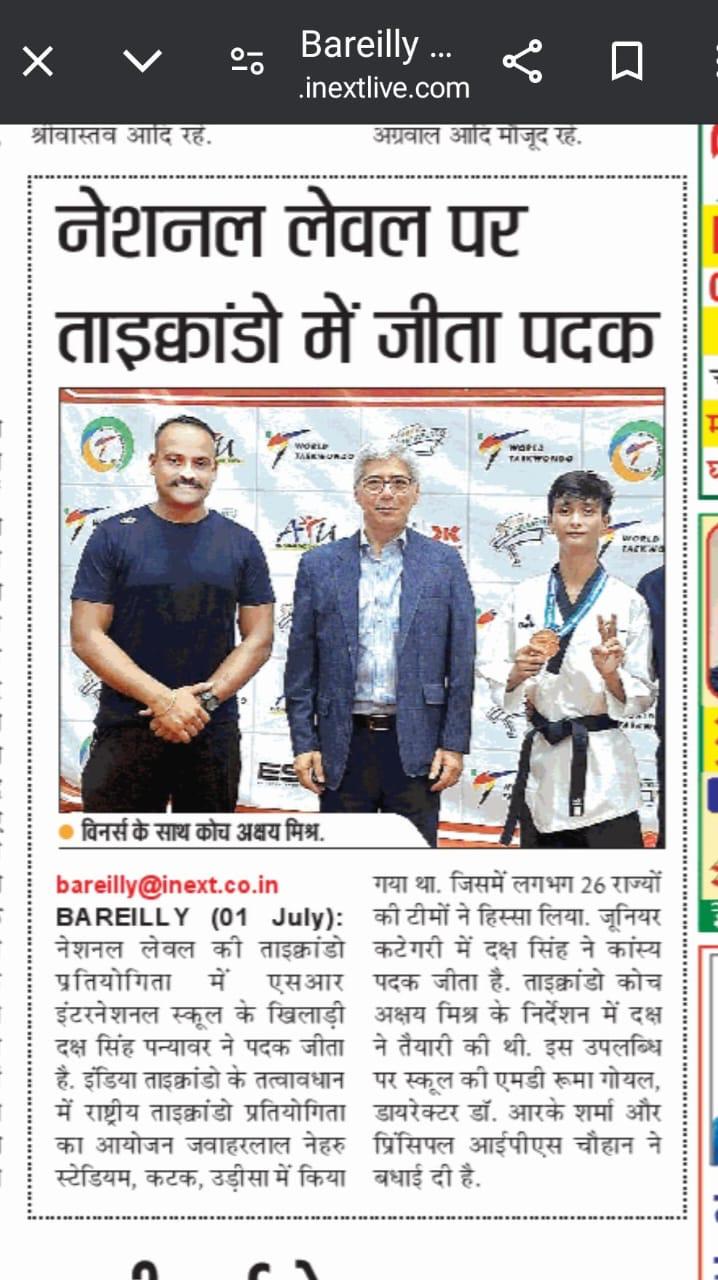 Bareilly ...
.inextlive.com
श्रीवास्तव आदि रहे.
अग्रवाल आदि मौजूद रहे.
नेशनल लेवल पर
ताइक्वांडो में जीता पदक
WORLD
TAEKWONDO
WORLD
TAEKWONDO
ATU
WORLD
विनर्स के साथ कोच अक्षय मिश्र.
bareilly@inext.co.in
BAREILLY (01 July):
नेशनल लेवल की ताइक्वांडो
प्रतियोगिता में एसआर
इंटरनेशनल स्कूल के खिलाड़ी
दक्ष सिंह पन्यावर ने पदक जीता
है. इंडिया ताइक्वांडो के तत्वावधान
में राष्ट्रीय ताइक्वांडो प्रतियोगिता
का आयोजन जवाहरलाल नेहरु
स्टेडियम, कटक, उड़ीसा में किया
गया था. जिसमें लगभग 26 राज्यों
की टीमों ने हिस्सा लिया. जूनियर
कटेगरी में दक्ष सिंह ने कांस्य
पदक जीता है. ताइक्वांडो कोच
अक्षय मिश्र के निर्देशन में दक्ष
ने तैयारी की थी. इस उपलब्धि
पर स्कूल की एमडी रूमा गोयल,
डायरेक्टर डॉ. आरके शर्मा और
प्रिंसिपल आईपीएस चौहान ने
बधाई दी है.